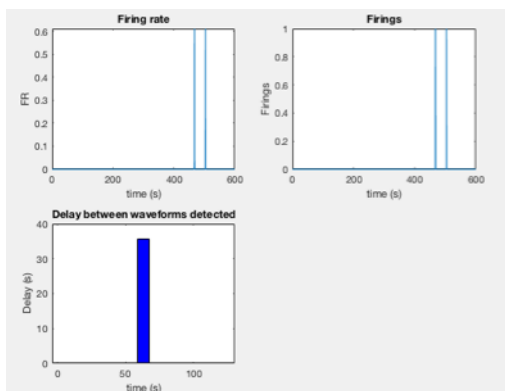 Firing rate
0.6
0.5
0.4
0.3
0.2
0.1
0
FR
0 200 400 600
time (s)
Firings
1
0.8
0.6
0.4
0.2
0
Firings
0 200 400 600
time (s)
Delay between waveforms detected
40
30
20
10
0
Delay (s)
0 50 100
time (s)